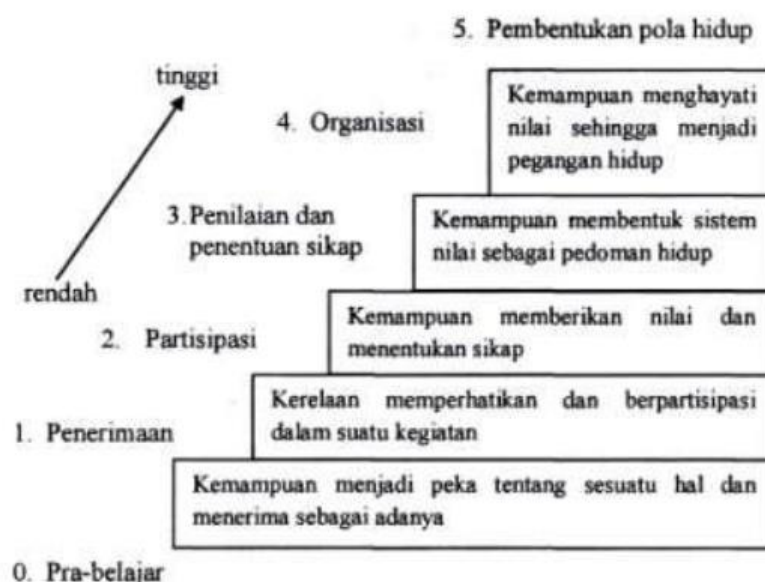 5. Pembentukan pola hidup
tinggi
Kemampuan menghayati
nilai sehingga menjadi
pegangan hidup
4. Organisasi
3. Penilaian dan
penentuan sikap
Kemampuan membentuk sistem
nilai sebagai pedoman hidup
rendah
2. Partisipasi
Kemampuan memberikan nilai dan
menentukan sikap
Kerelaan memperhatikan dan berpartisipasi
dalam suatu kegiatan
1. Penerimaan
Kemampuan menjadi peka tentang sesuatu hal dan
menerima sebagai adanya
0. Pra-belajar